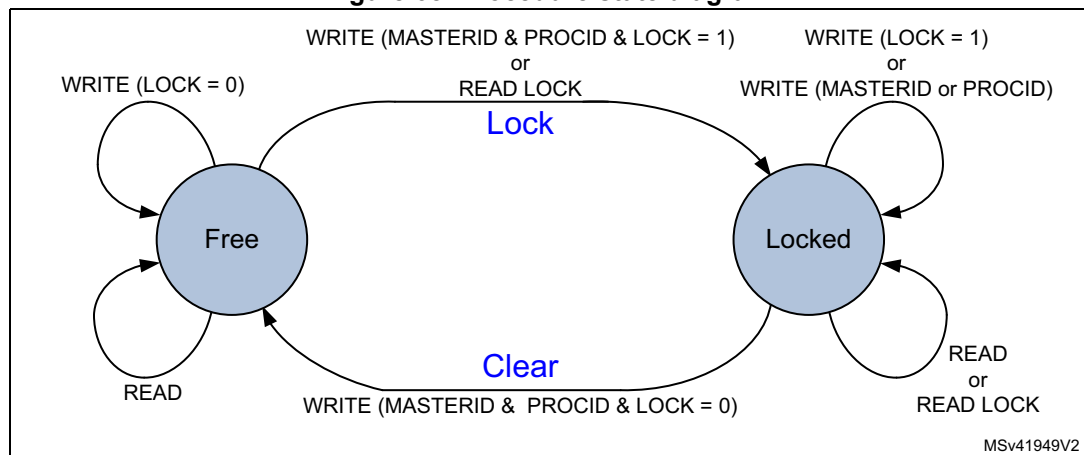 WRITE (MASTERID & PROCID & LOCK = 1)
or
READ LOCK
Lock
WRITE (LOCK = 1)
or
WRITE (MASTERID or PROCID)
WRITE (LOCK = 0)
Free
Locked
READ
Clear
WRITE (MASTERID & PROCID & LOCK = 0)
READ
or
READ LOCK
MSv41949V2